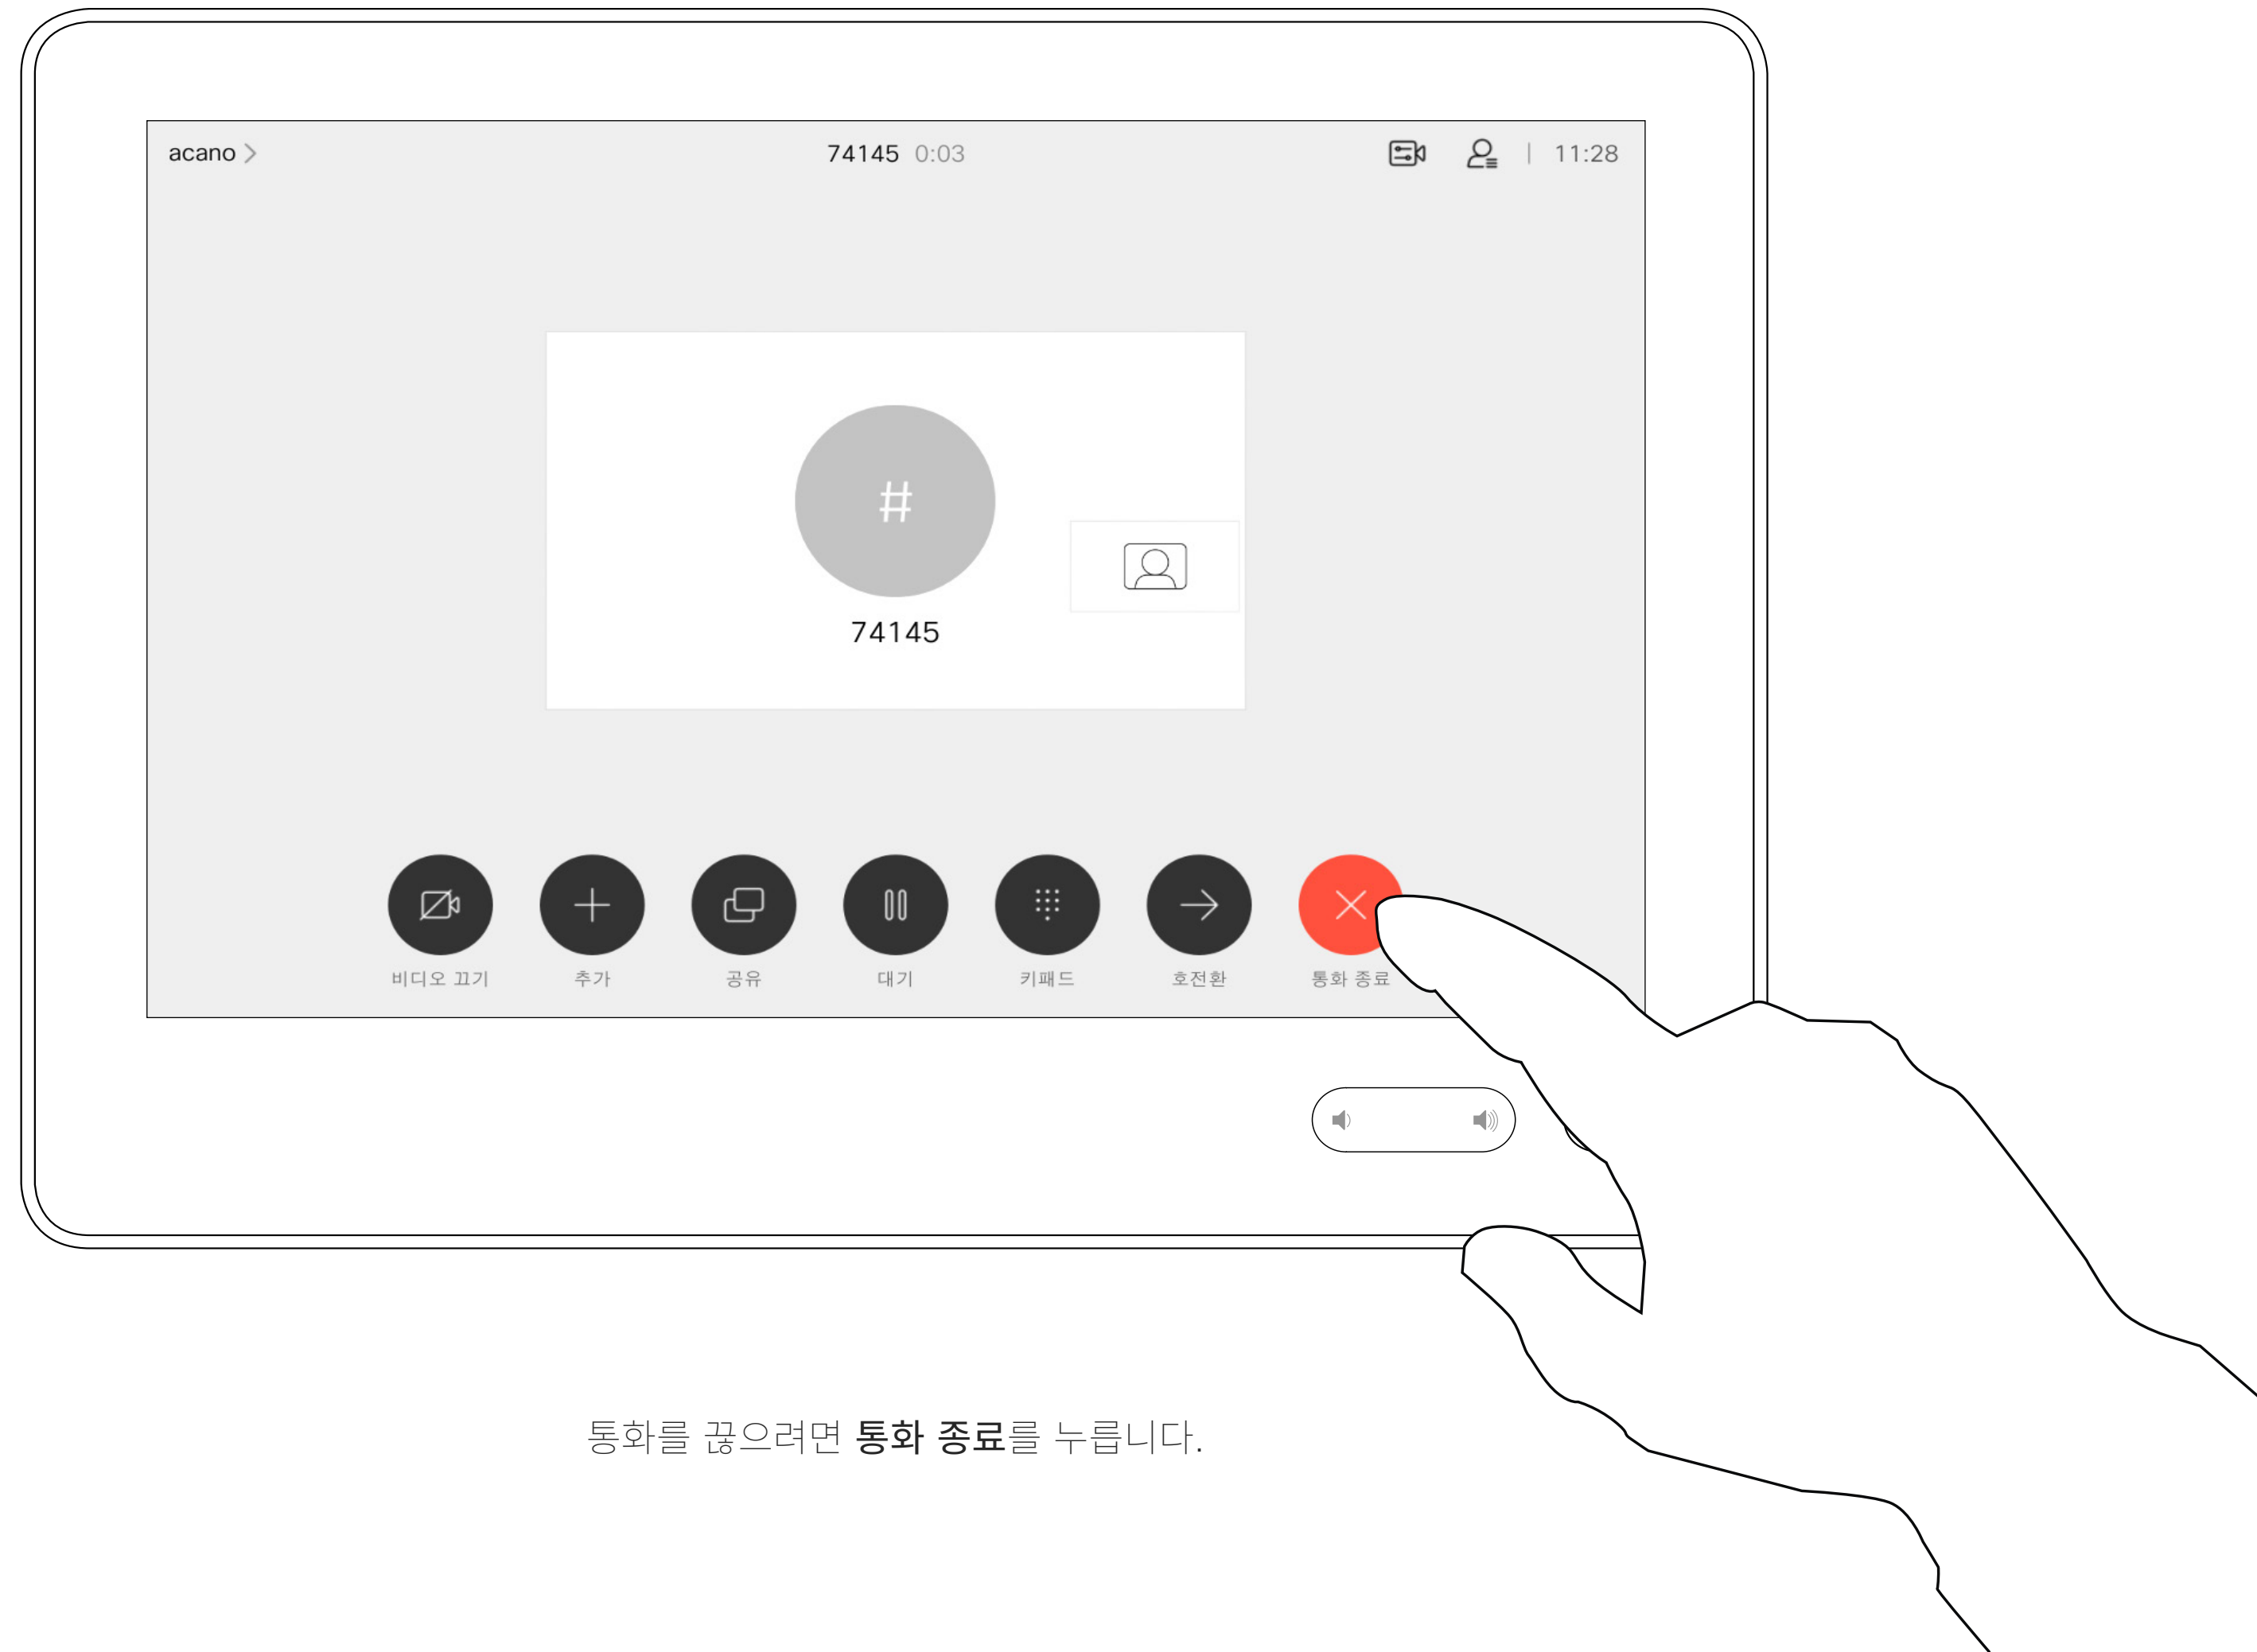 acano
74145 0:03
11:28
#
74145
비디오 끄기
추가
공유
대기
키패드
호전환
통화 종료
통화를 끊으려면 통화 종료를 누릅니다.